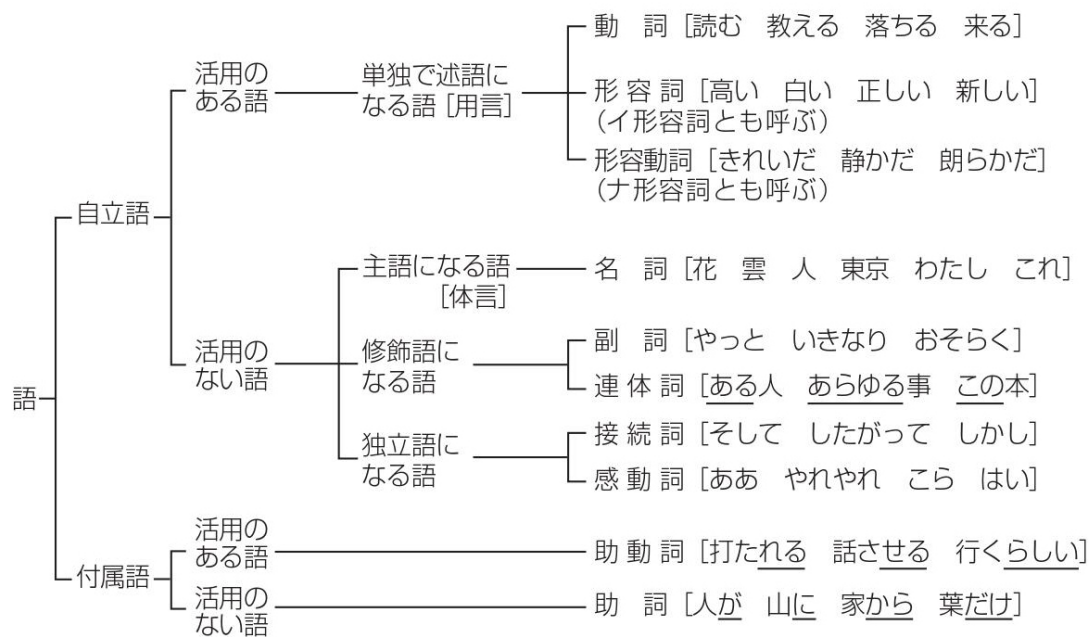 動 詞 [読む 教える 落ちる 来る]
活用の
ある語
単独で述語に
なる語 [用言]
形 容 詞 [高い 白い 正しい 新しい]
(イ形容詞とも呼ぶ)
形容動詞 [きれいだ 静かだ 朗らかだ]
(ナ形容詞とも呼ぶ)
自立語
主語になる語
[体言]
名 詞 [花 雲 人 東京 わたし これ]
活用の
ない語
修飾語に
なる語
副 詞 [やっと いきなり おそらく]
連 体 詞 [ある人 あらゆる事 この本]
語
独立語に
なる語
接 続 詞 [そして したがって しかし]
感 動 詞 [ああ やれやれ こら はい]
付属語
活用の
ある語
助 動 詞 [打たれる 話させる 行くらしい]
活用の
ない語
助 詞 [人が 山に 家から 葉だけ]